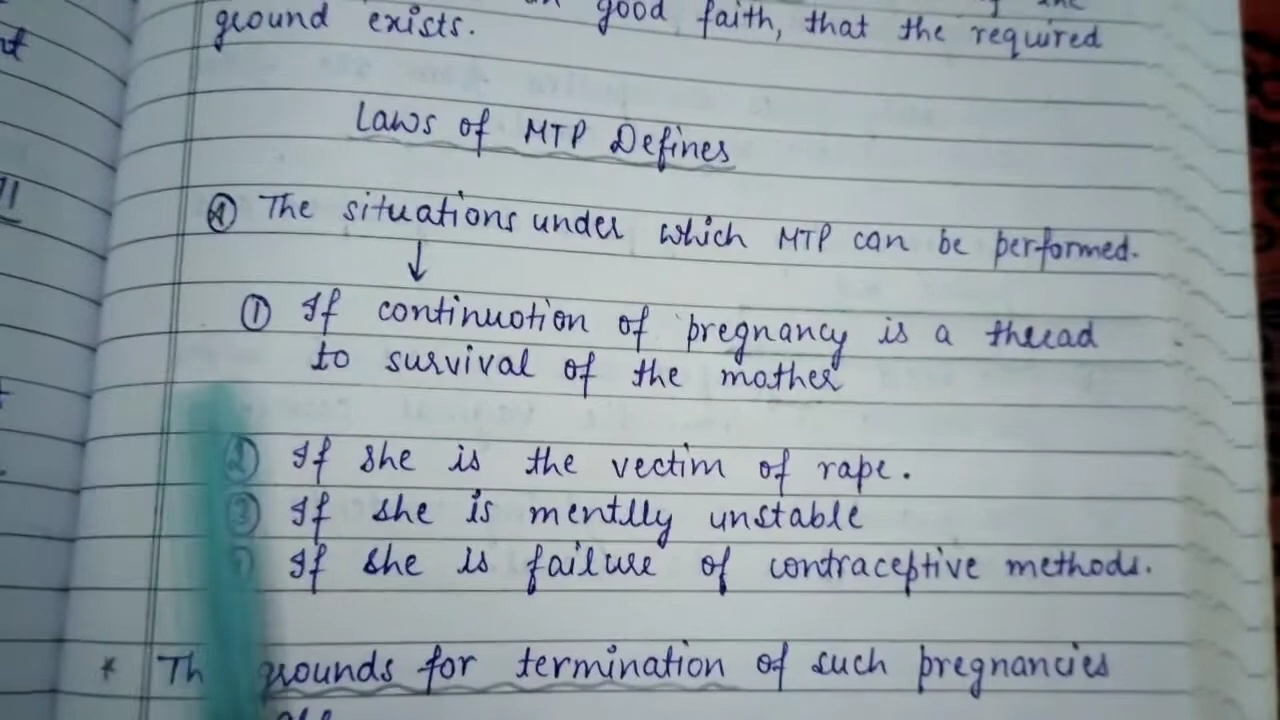 good faith, that the required
ground exists.
Laws of MTP Defines
Ⓐ The situations under which MTP can be performed.
↓
① If continuotion of pregnancy is a thread
to survival of the mother
② If she is the vectim of rape.
③ If she is mentlly unstable
If she is failure of contraceptive methods.
* Th grounds for termination of such pregnancies